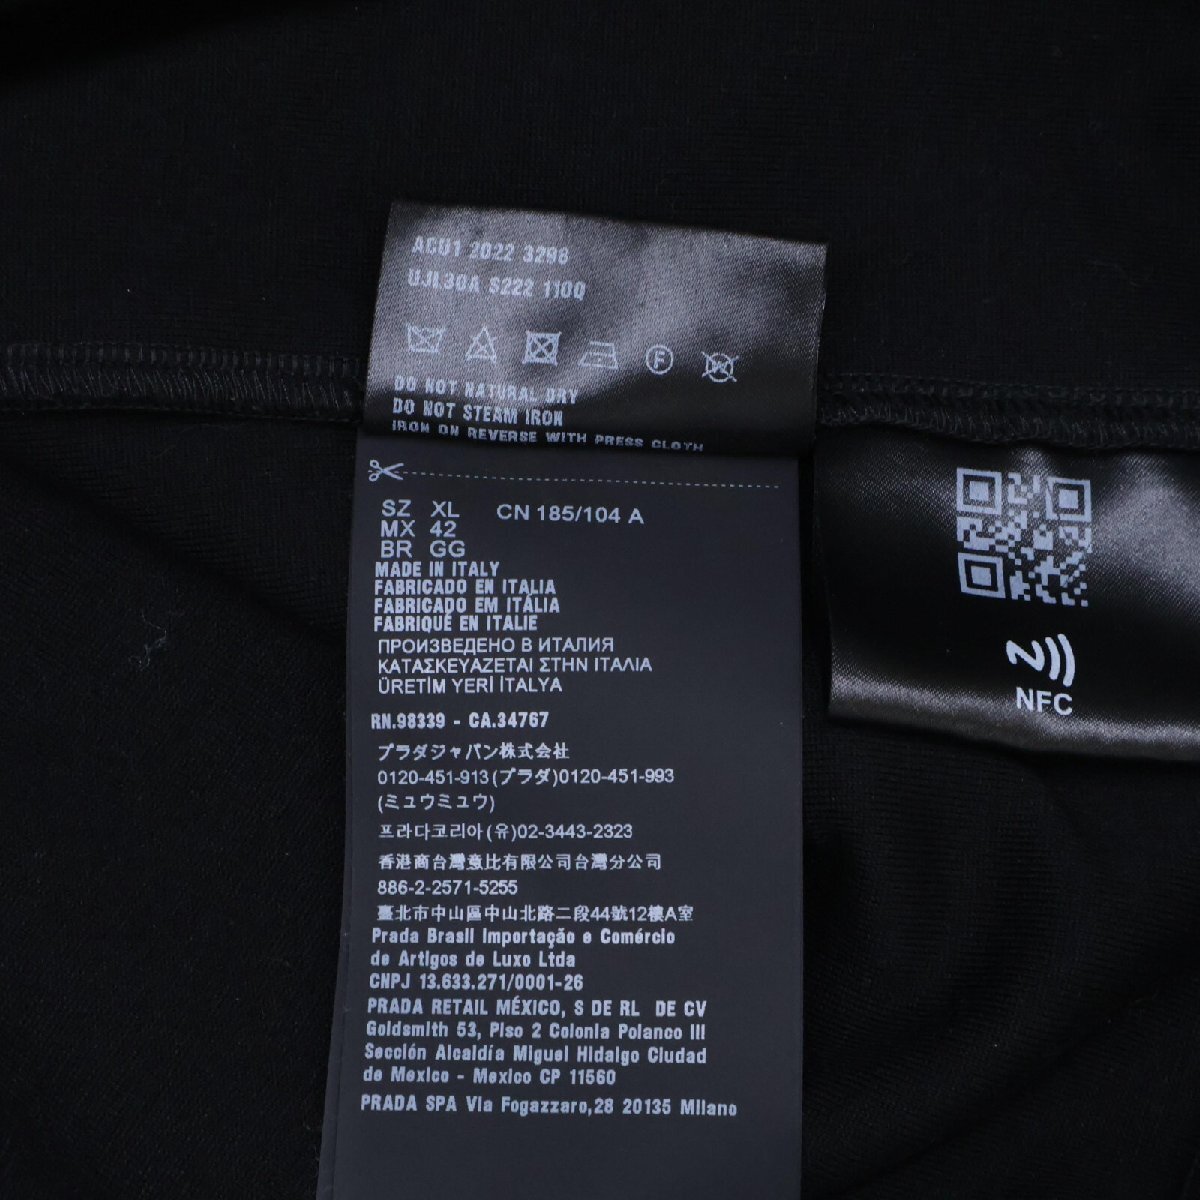 ACU1 2022 3298
UJL30A S222 110Q
F
W
DO NOT NATURAL DRY
DO NOT STEAM IRON
IRON ON REVERSE WITH PRESS CLOTH
SZ XL CN 185/104 A
MX 42
BR GG
MADE IN ITALY
FABRICADO EN ITALIA
FABRICADO EM ITÁLIA
FABRIQUÉ EN ITALIE
ПРОИЗВЕДЕНО В ИТАЛИЯ
ΚΑΤΑΣΚΕΥΑΖΕΤΑΙ ΣΤΗΝ ΙΤΑΛΙΑ
ÜRETİM YERİ İTALYA
RN.98339 - CA.34767
プラダジャパン株式会社
0120-451-913(プラダ)0120-451-993
(ミュウミュウ)
프라다코리아(유)02-3443-2323
香港商台灣意比有限公司台灣分公司
886-2-2571-5255
臺北市中山區中山北路二段44號12樓A室
Prada Brasil Importação e Comércio
de Artigos de Luxo Ltda
CNPJ 13.633.271/0001-26
PRADA RETAIL MÉXICO, S DE RL DE CV
Goldsmith 53, Piso 2 Colonia Polanco III
Sección Alcaldía Miguel Hidalgo Ciudad
de Mexico - Mexico CP 11560
PRADA SPA Via Fogazzaro,28 20135 Milano
NFC